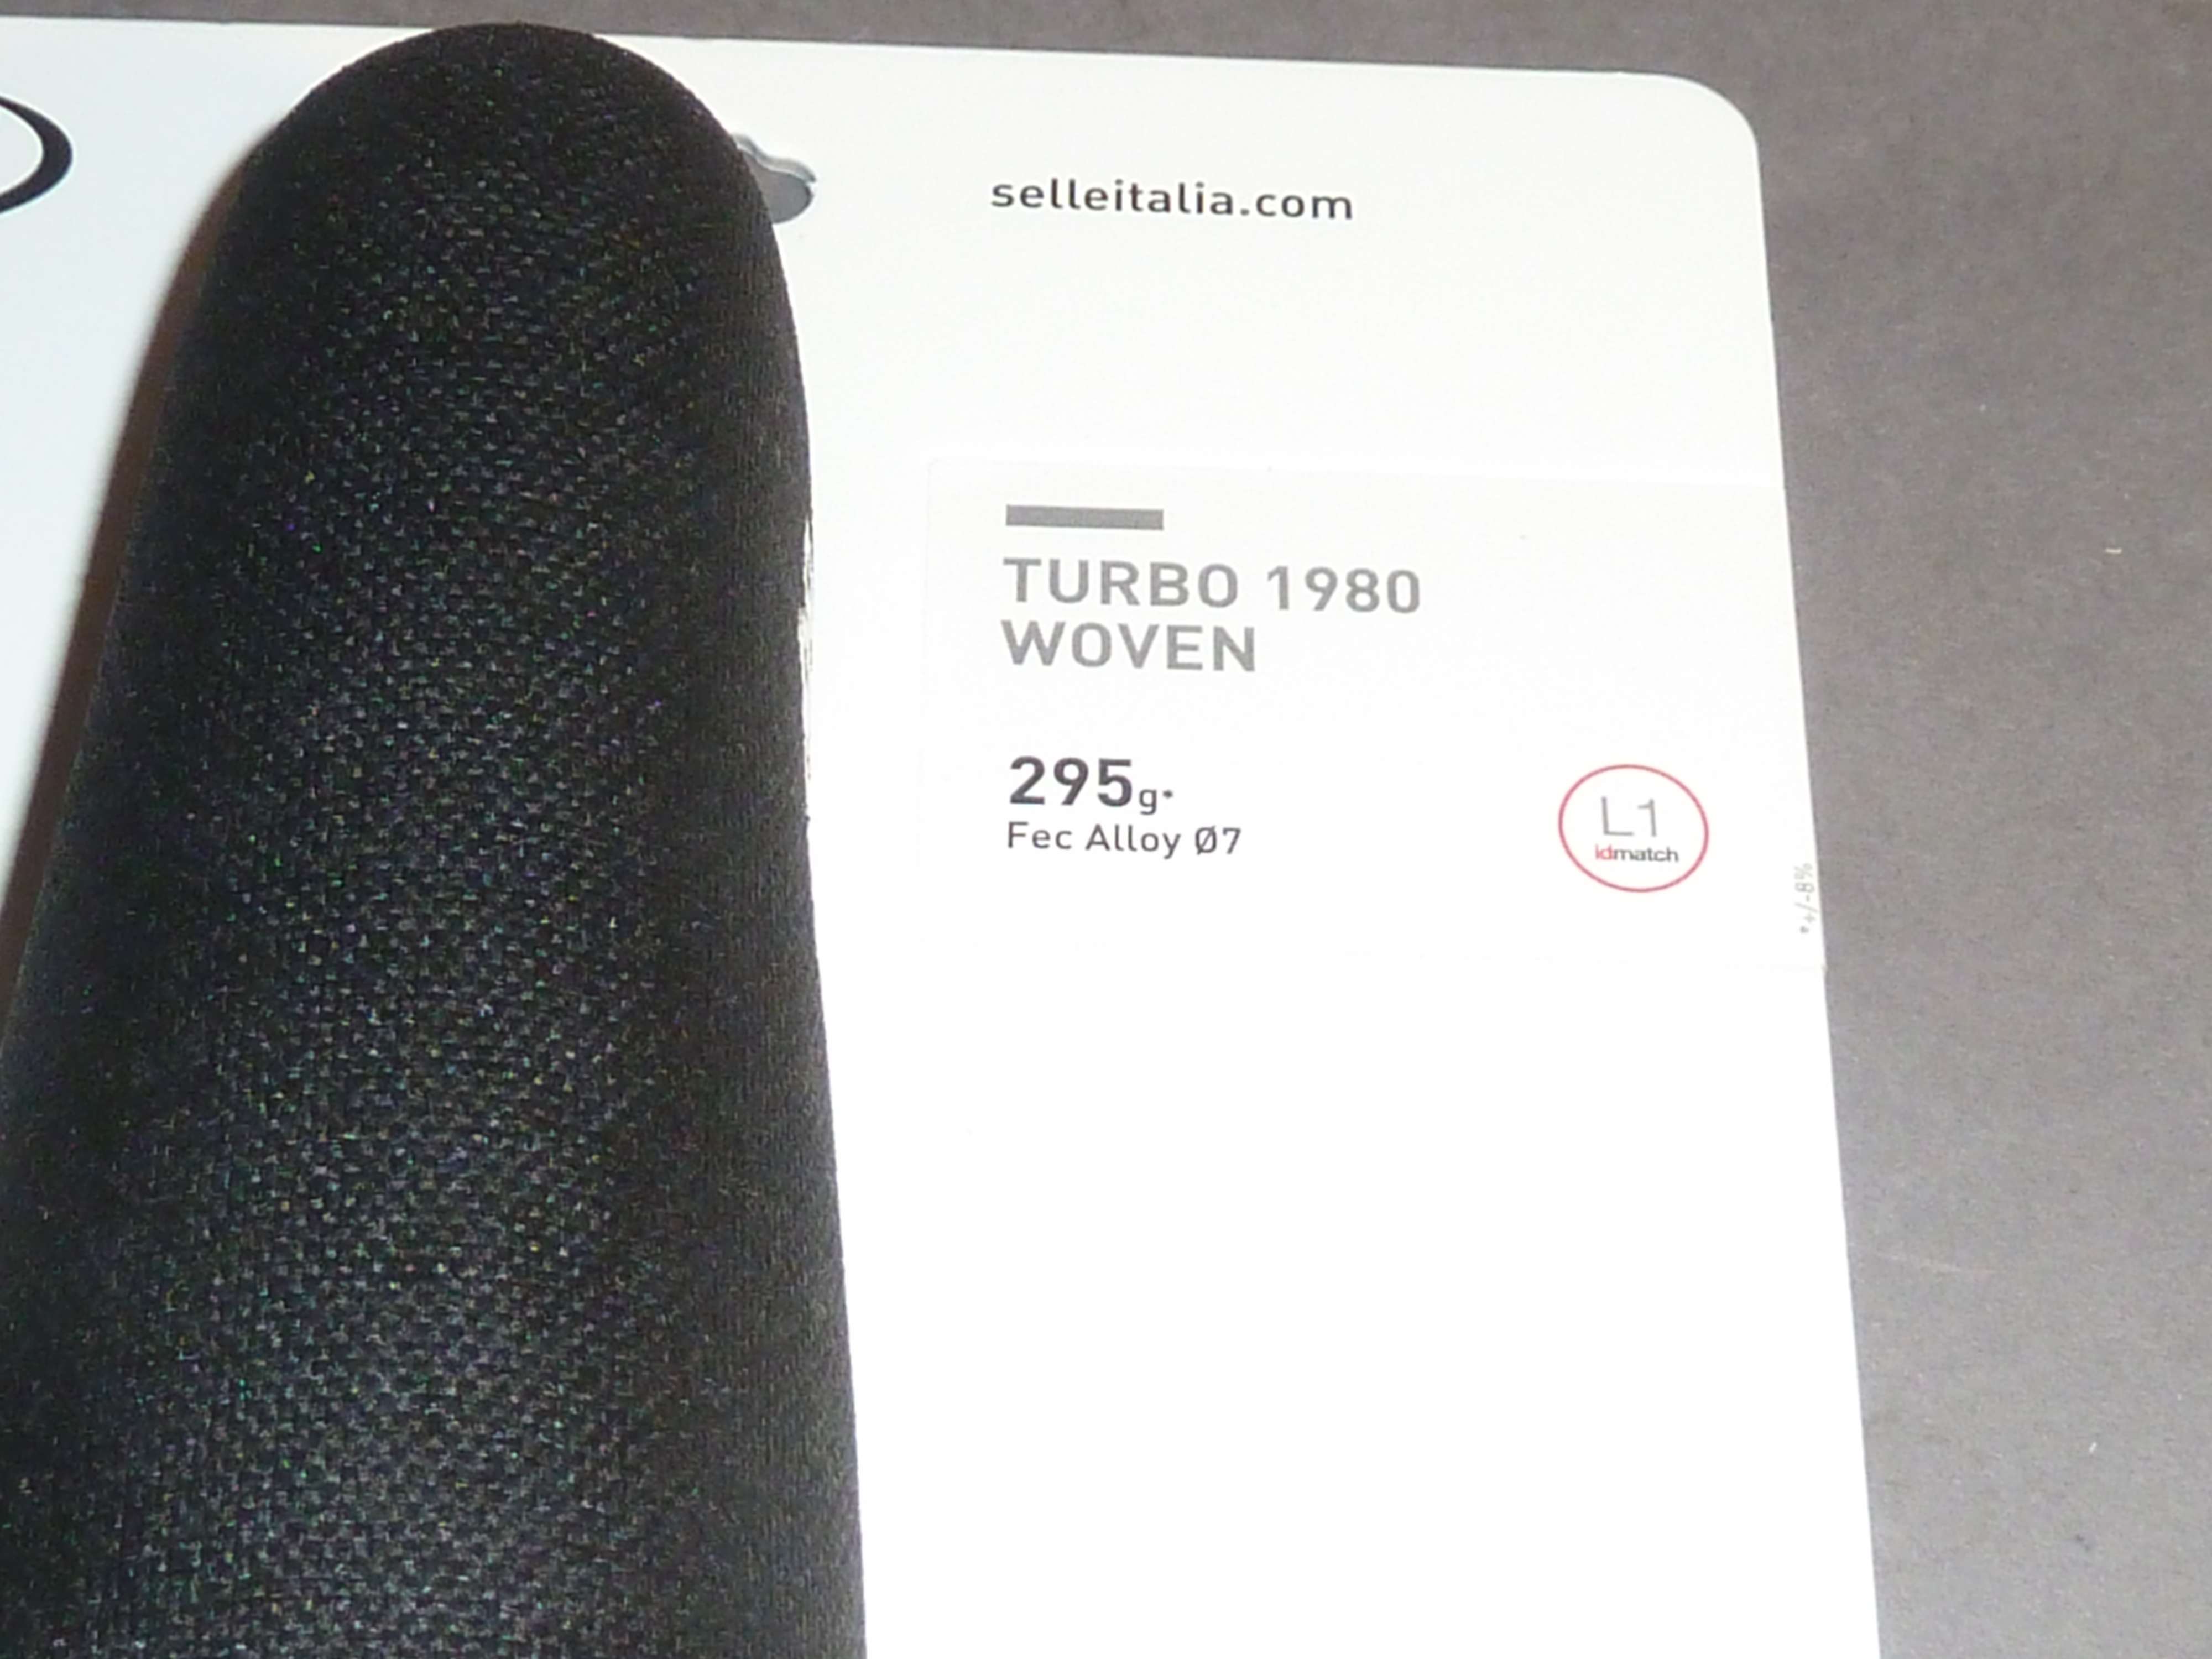 selleitalia.com
TURBO 1980
WOVEN
295g*
Fec Alloy Ø7
L1
idmatch
*+/-8%